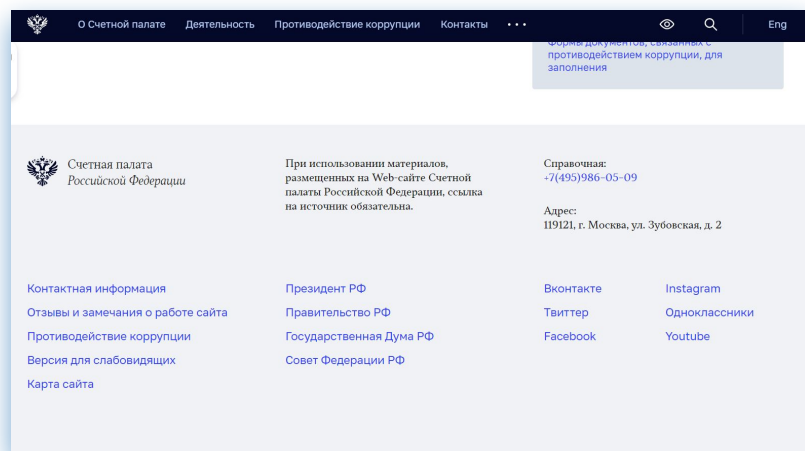 О Счетной палате Деятельность Противодействие коррупции Контакты • • • Eng
Формы документов, связанных с
противодействием коррупции, для
заполнения
Счетная палата
Российской Федерации
При использовании материалов,
размещенных на Web-сайте Счетной
палаты Российской Федерации, ссылка
на источник обязательна.
Справочная:
+7(495)986-05-09
Адрес:
119121, г. Москва, ул. Зубовская, д. 2
Контактная информация
Отзывы и замечания о работе сайта
Противодействие коррупции
Версия для слабовидящих
Карта сайта
Президент РФ
Правительство РФ
Государственная Дума РФ
Совет Федерации РФ
Вконтакте
Твиттер
Facebook
Instagram
Одноклассники
Youtube